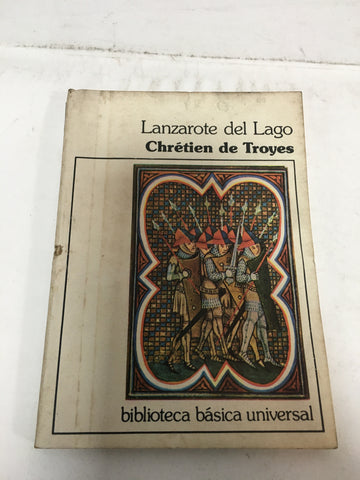 Lanzarote del Lago
Chrétien de Troyes
biblioteca básica universal